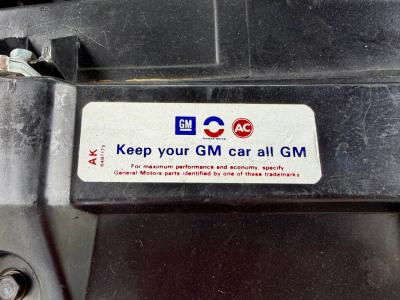 GM AC
Keep your GM car all GM
For maximum performance and economy, specify
General Motors parts identified by one of these trademarks
AK